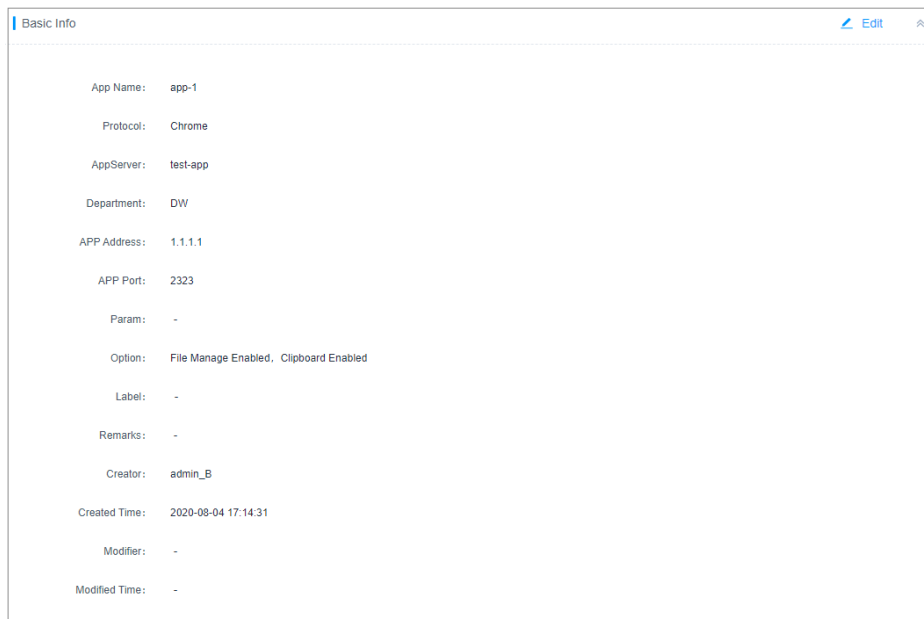 Basic Info Edit
App Name: app-1
Protocol: Chrome
AppServer: test-app
Department: DW
APP Address: 1.1.1.1
APP Port: 2323
Param: -
Option: File Manage Enabled, Clipboard Enabled
Label: -
Remarks: -
Creator: admin_B
Created Time: 2020-08-04 17:14:31
Modifier: -
Modified Time: -